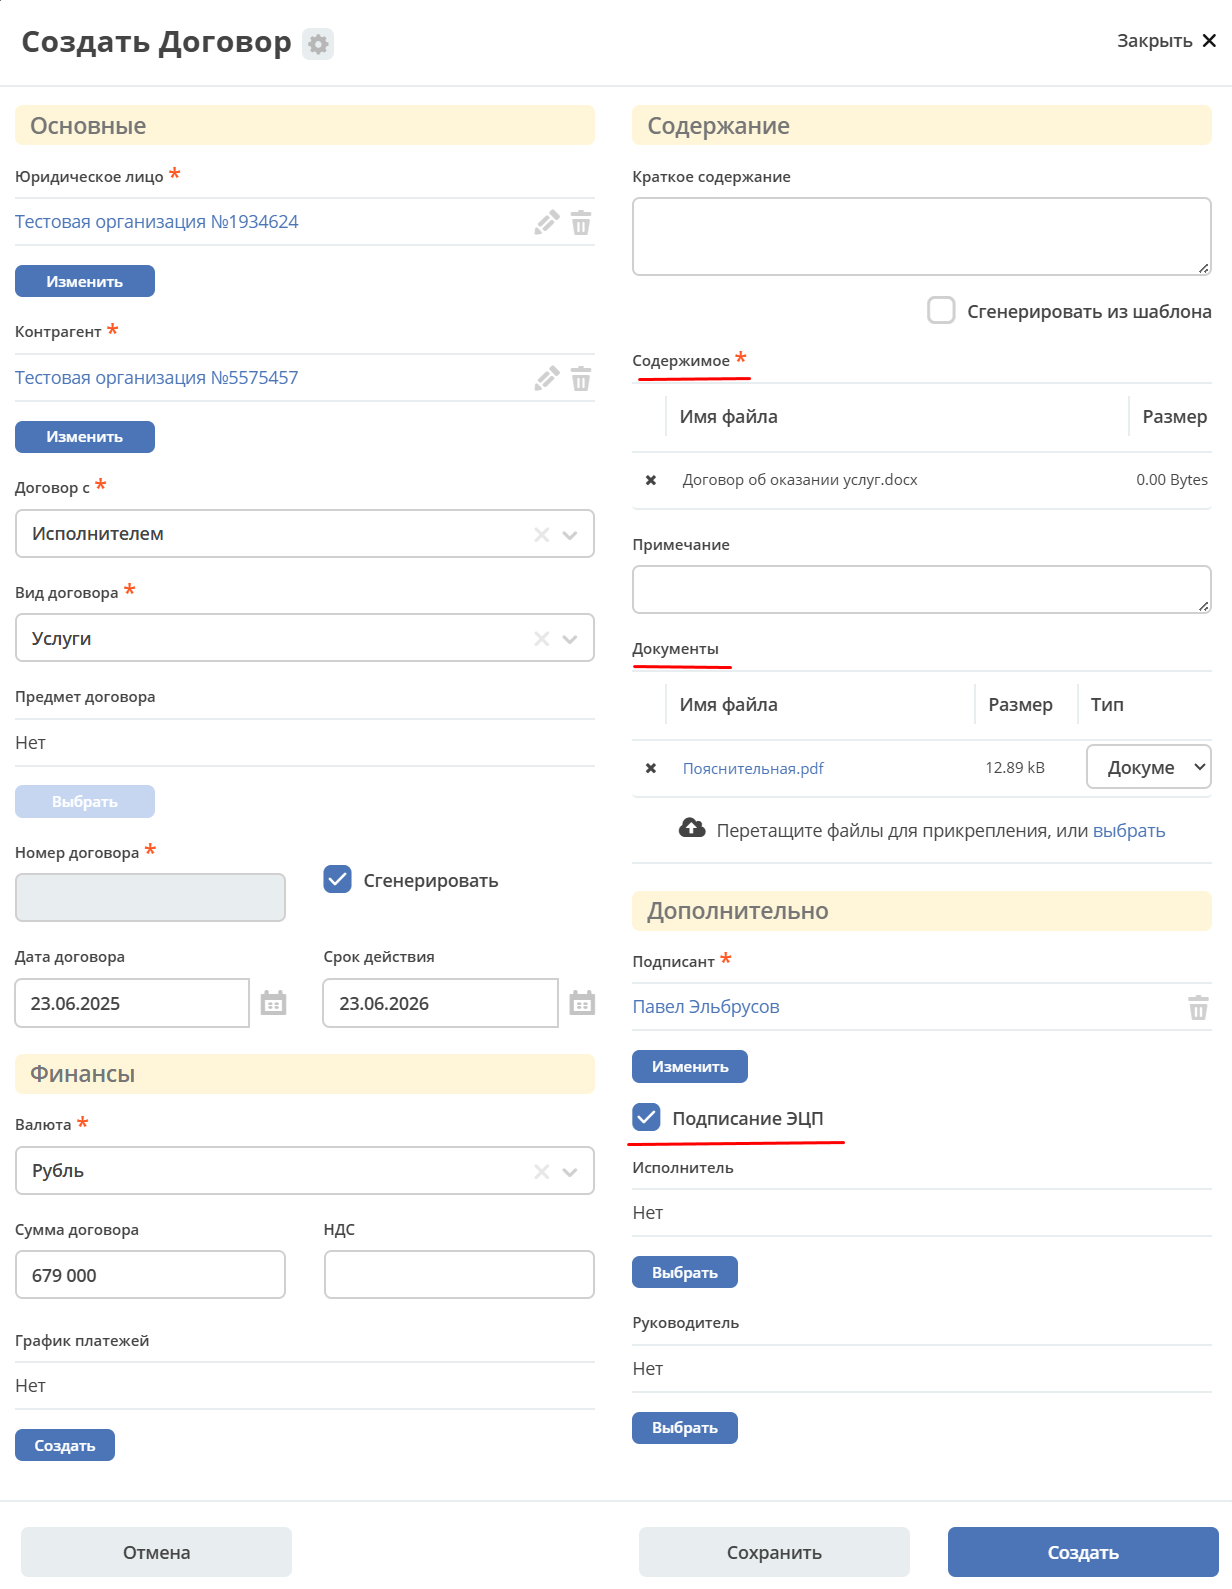 Создать Договор
Закрыть
Основные
Юридическое лицо *
Тестовая организация №1934624
Изменить
Контрагент *
Тестовая организация №5575457
Изменить
Договор с *
Исполнителем
Вид договора *
Услуги
Предмет договора
Нет
Выбрать
Номер договора *
Сгенерировать
Дата договора
Срок действия
23.06.2025
23.06.2026
Финансы
Валюта *
Рубль
Сумма договора
НДС
679 000
График платежей
Нет
Создать
Содержание
Краткое содержание
Сгенерировать из шаблона
Содержимое *
Имя файла
Размер
Договор об оказании услуг.docx
0.00 Bytes
Примечание
Документы
Имя файла
Размер
Тип
Пояснительная.pdf
12.89 kB
Докуме
Перетащите файлы для прикрепления, или выбрать
Дополнительно
Подписант *
Павел Эльбрусов
Изменить
Подписание ЭЦП
Исполнитель
Нет
Выбрать
Руководитель
Нет
Выбрать
Отмена
Сохранить
Создать